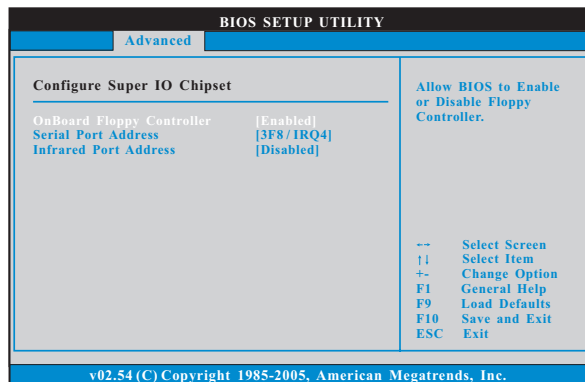 BIOS SETUP UTILITY
Advanced
Configure Super IO Chipset
OnBoard Floppy Controller [Enabled]
Serial Port Address [3F8 / IRQ4]
Infrared Port Address [Disabled]
Allow BIOS to Enable
or Disable Floppy
Controller.
←→ Select Screen
↑↓ Select Item
+- Change Option
F1 General Help
F9 Load Defaults
F10 Save and Exit
ESC Exit
v02.54 (C) Copyright 1985-2005, American Megatrends, Inc.